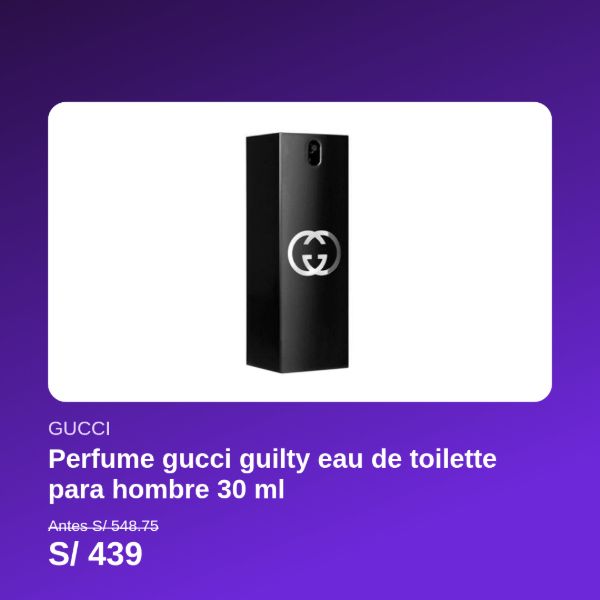 GUCCI
Perfume gucci guilty eau de toilette
para hombre 30 ml
Antes S/ 548.75
S/ 439